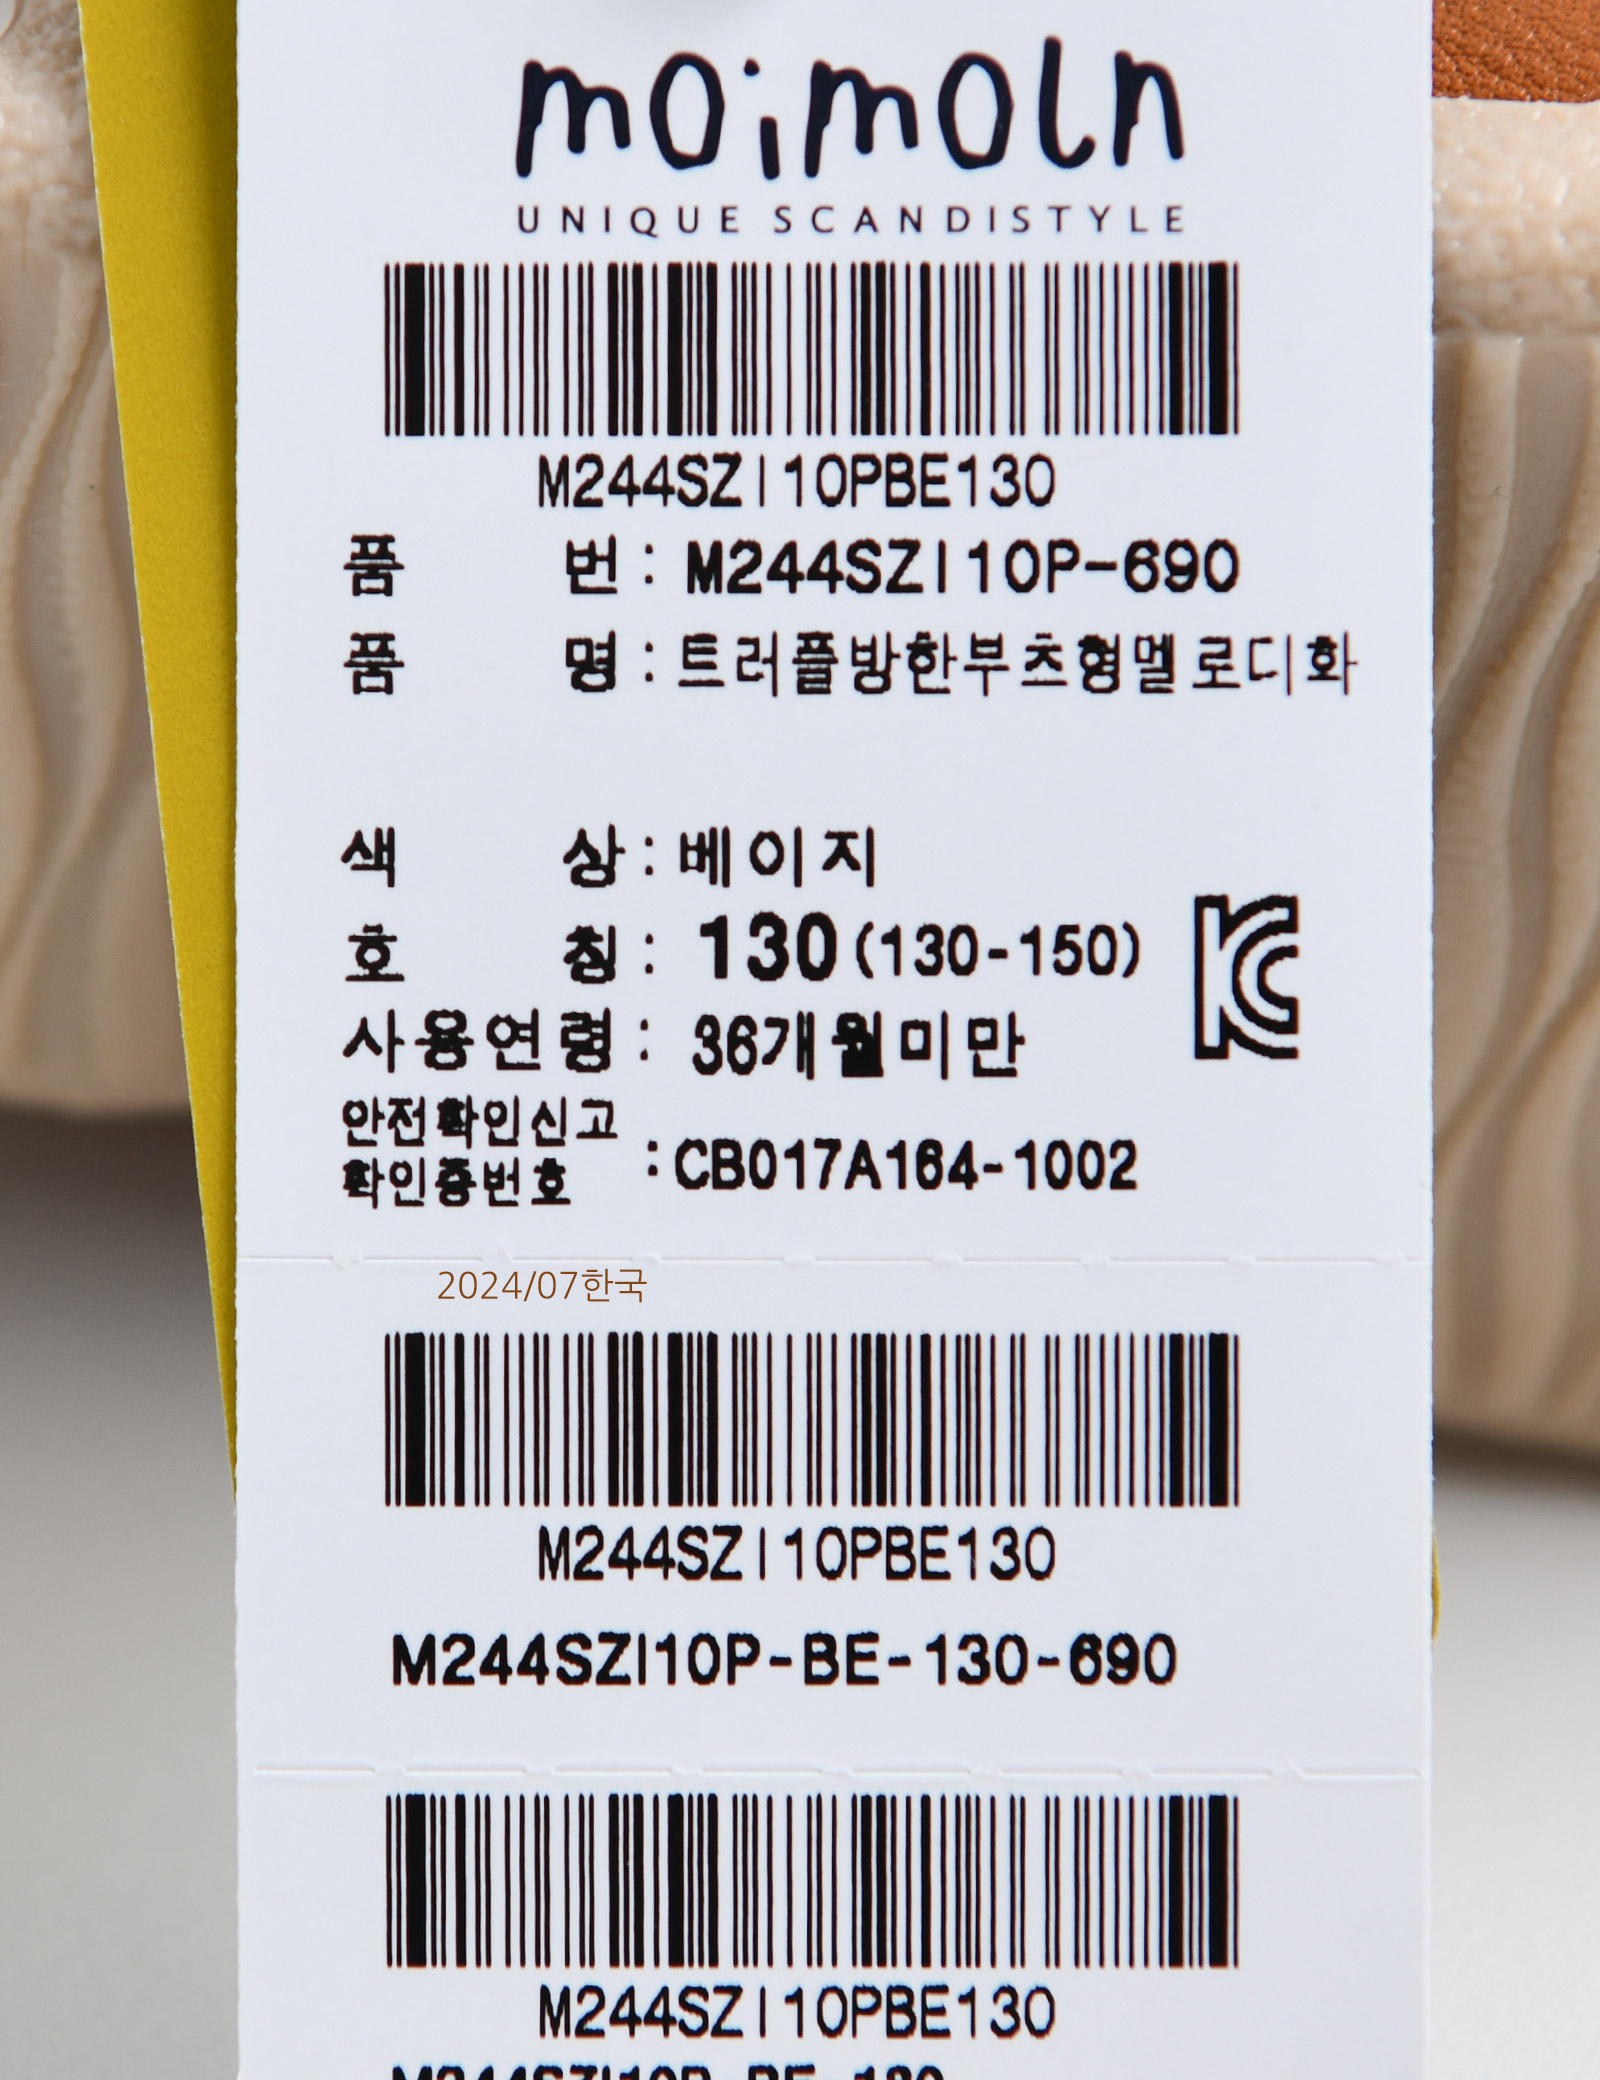 moimoln
UNIQUE SCANDISTYLE
M244SZI10PBE130
품 번 : M244SZI10P-690
품 명 : 트러플방한부츠형멜로디화
색 상 : 베이지
호 칭 : 130 (130-150)
사용연령 : 36개월미만
안전확인신고
확인증번호 : CB017A164-1002
2024/07한국
M244SZI10PBE130
M244SZI10P-BE-130-690
M244SZI10PBE130